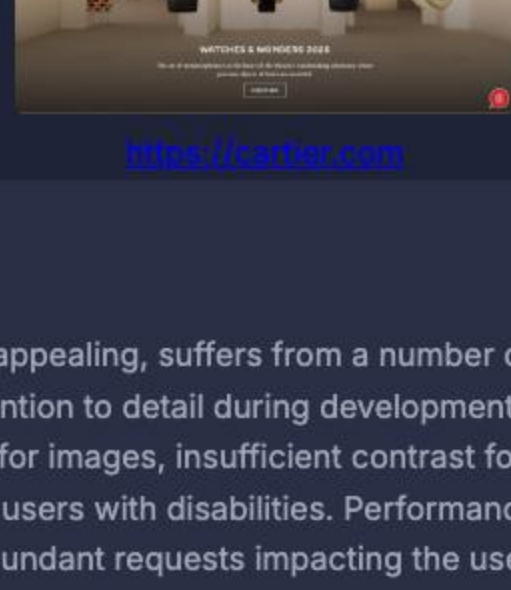 WATCHES & WONDERS 2025
https://cartier.com
appealing, suffers from a number
ntion to detail during development
for images, insufficient contrast fo
users with disabilities. Performanc
undant requests impacting the use